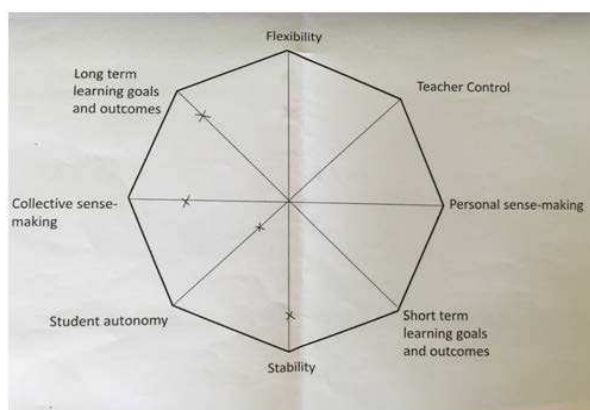 Flexibility
Long term
learning goals
and outcomes
Teacher Control
Collective sense-
making
Personal sense-making
Student autonomy
Short term
learning goals
and outcomes
Stability